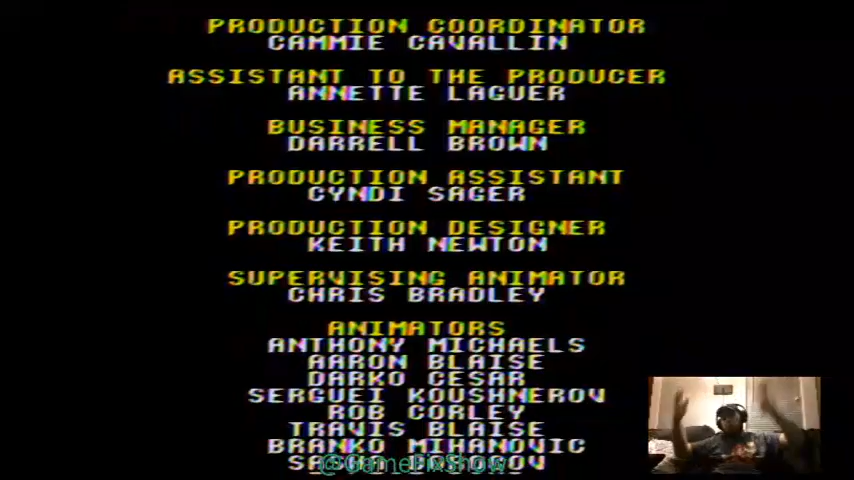 PRODUCTION COORDINATOR
CAMMIE CAVALLIN
ASSISTANT TO THE PRODUCER
ANNETTE LAGUER
BUSINESS MANAGER
DARRELL BROWN
PRODUCTION ASSISTANT
CYNDI SAGER
PRODUCTION DESIGNER
KEITH NEWTON
SUPERVISING ANIMATOR
CHRIS BRADLEY
ANIMATORS
ANTHONY MICHAELS
AARON BLAISE
DARKO CESAR
SERGUEI KOUSHNEROV
ROB CORLEY
TRAVIS BLAISE
BRANKO MIHANOVIC
@GameFixShow